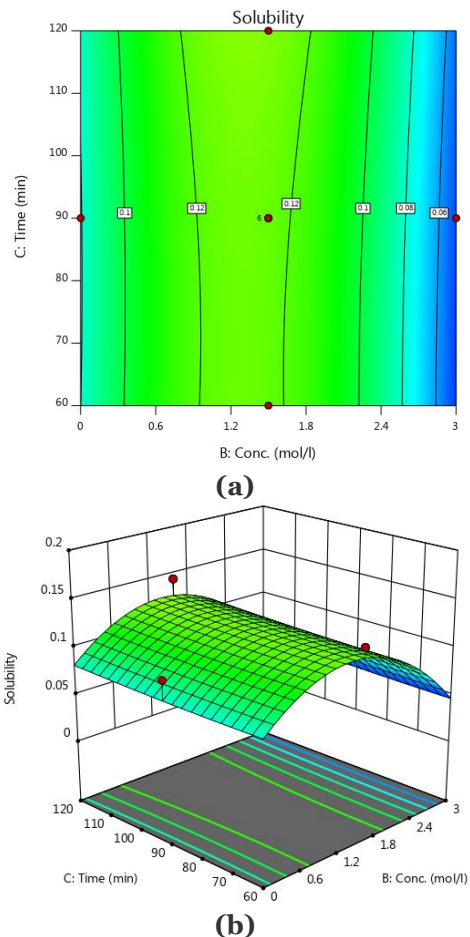 Solubility
120
110
100
90
80
70
60
C: Time (min)
0.1
0.12
0.12
0.1
0.08
0.06
6
0 0.6 1.2 1.8 2.4 3
B: Conc. (mol/l)
(a)
0.2
0.15
0.1
0.05
0
Solubility
120 110 100 90 80 70 60
C: Time (min)
0 0.6 1.2 1.8 2.4 3
B: Conc. (mol/l)
(b)